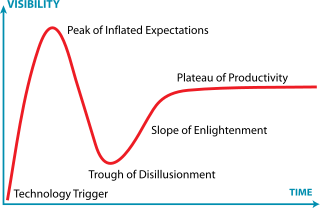 VISIBILITY
Peak of Inflated Expectations
Plateau of Productivity
Slope of Enlightenment
Trough of Disillusionment
Technology Trigger
TIME